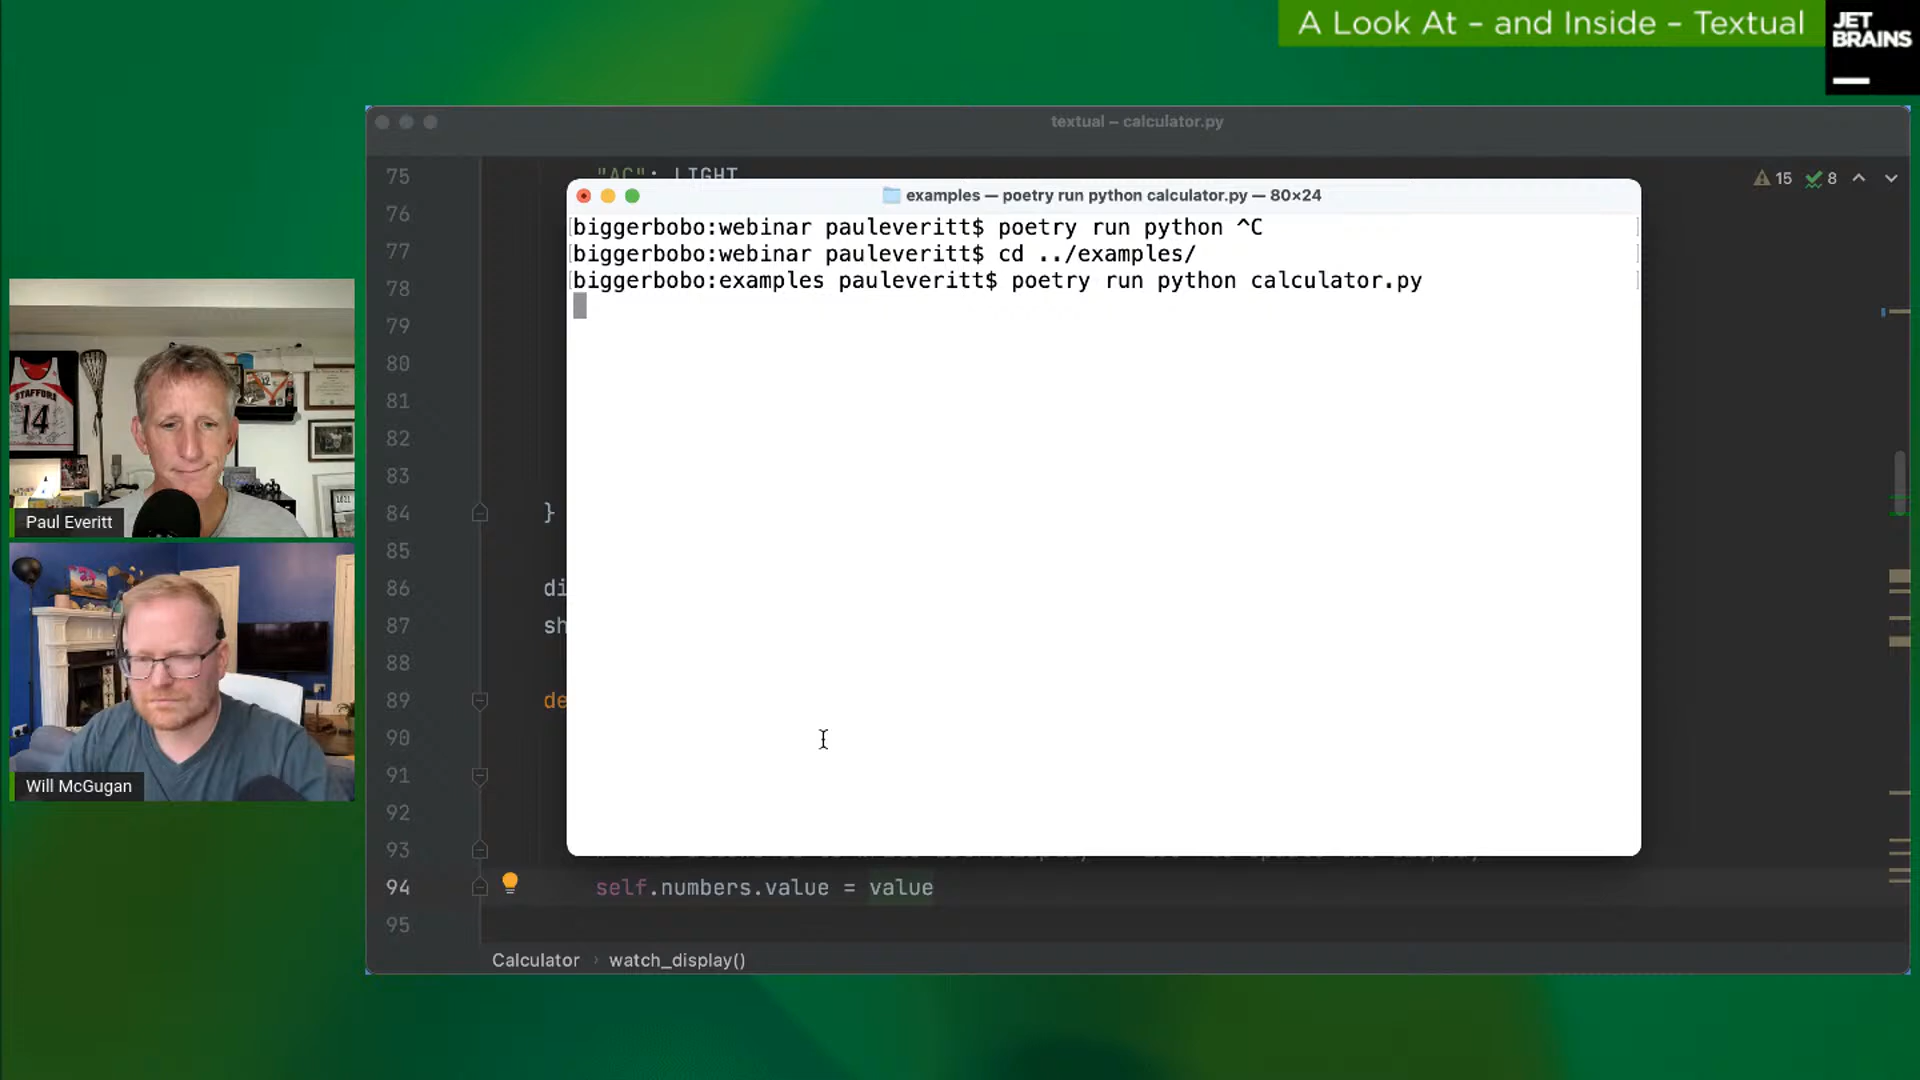 A Look At – and Inside – Textual
JET
BRAINS
textual – calculator.py
75 "AC": LIGHT
15 8
examples — poetry run python calculator.py — 80×24
biggerbobo:webinar pauleveritt$ poetry run python ^C
biggerbobo:webinar pauleveritt$ cd ../examples/
biggerbobo:examples pauleveritt$ poetry run python calculator.py
76
77
78
79
80
81
82
83
84 }
85
86 di
87 sh
88
89 de
90
91
92
93
94 self.numbers.value = value
95
Calculator › watch_display()
STAFFORD
14
Paul Everitt
Will McGugan